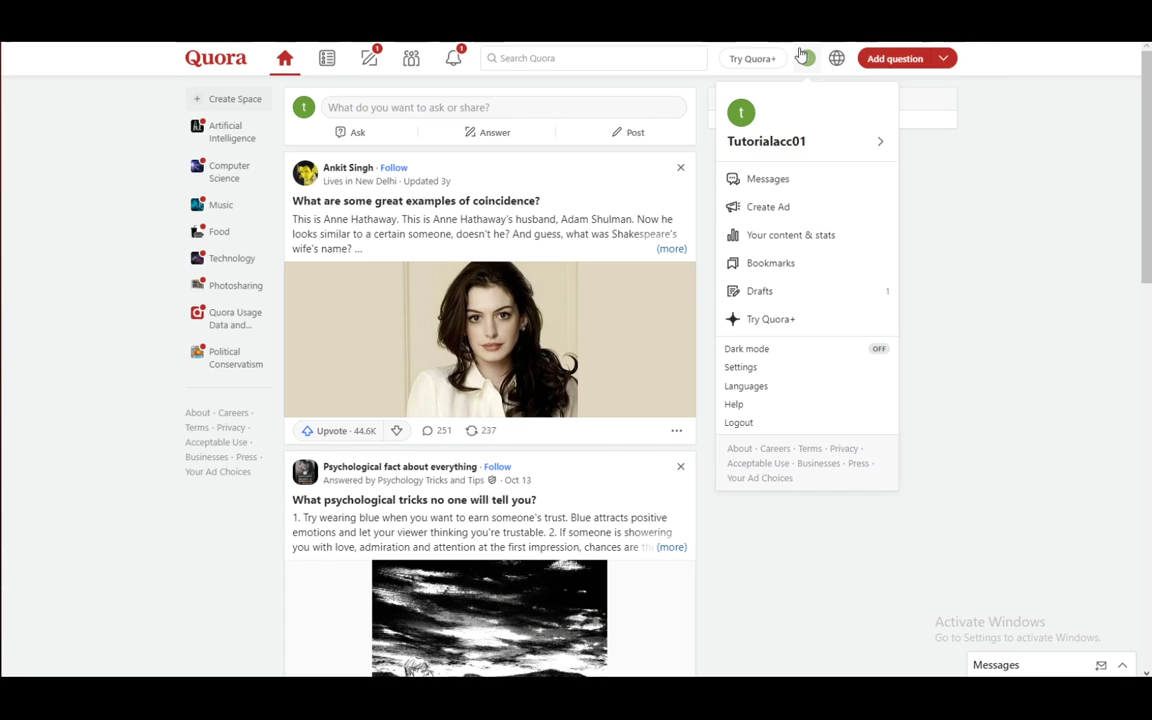 Quora
1
1
Search Quora
Try Quora+
Add question
+ Create Space
Artificial
Intelligence
Computer
Science
Music
Food
Technology
Photosharing
Quora Usage
Data and...
Political
Conservatism
About · Careers ·
Terms · Privacy ·
Acceptable Use ·
Businesses · Press ·
Your Ad Choices
t
What do you want to ask or share?
Ask
Answer
Post
Ankit Singh · Follow
Lives in New Delhi · Updated 3y
What are some great examples of coincidence?
This is Anne Hathaway. This is Anne Hathaway's husband, Adam Shulman. Now he
looks similar to a certain someone, doesn't he? And guess, what was Shakespeare's
wife's name? ... (more)
Upvote · 44.6K
251
237
Psychological fact about everything · Follow
Answered by Psychology Tricks and Tips · Oct 13
What psychological tricks no one will tell you?
1. Try wearing blue when you want to earn someone's trust. Blue attracts positive
emotions and let your viewer thinking you're trustable. 2. If someone is showering
you with love, admiration and attention at the first impression, chances are (more)
t
Tutorialacc01
Messages
Create Ad
Your content & stats
Bookmarks
Drafts 1
Try Quora+
Dark mode OFF
Settings
Languages
Help
Logout
About · Careers · Terms · Privacy ·
Acceptable Use · Businesses · Press ·
Your Ad Choices
Activate Windows
Go to Settings to activate Windows.
Messages